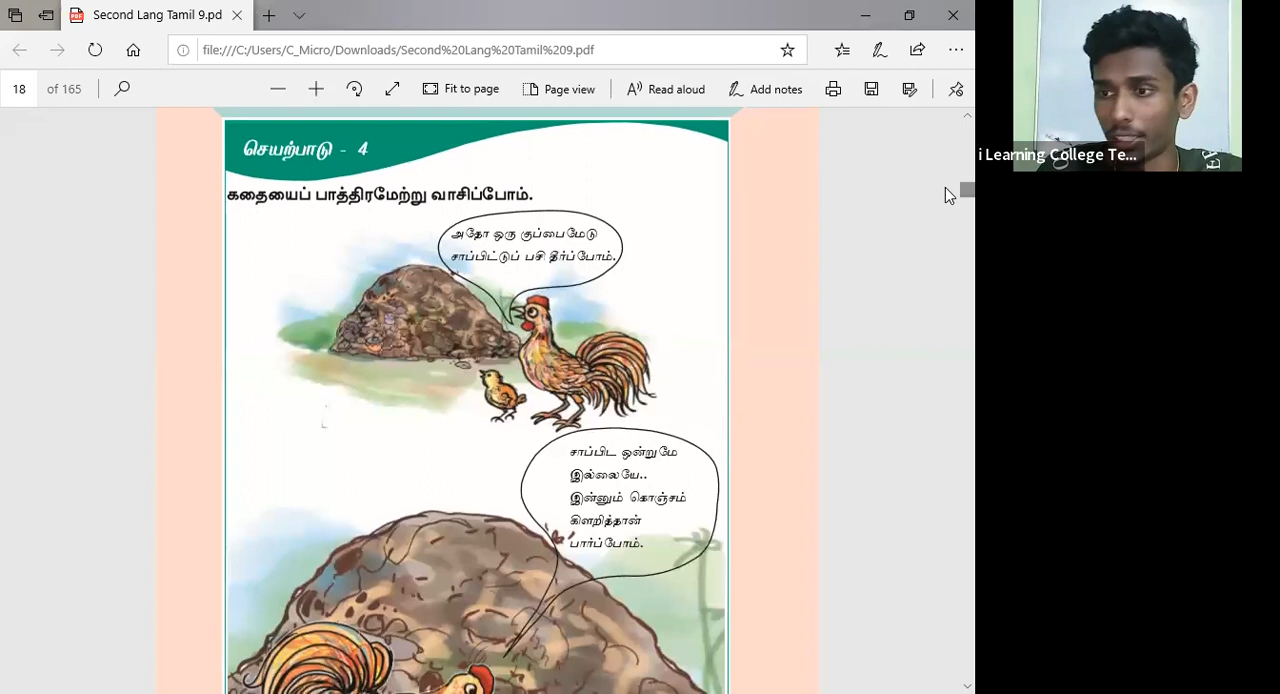 Second Lang Tamil 9.pd
file:///C:/Users/C_Micro/Downloads/Second%20Lang%20Tamil%209.pdf
18 of 165
Fit to page
Page view
Read aloud
Add notes
i Learning College Te...
செயற்பாடு - 4
கதையைப் பாத்திரமேற்று வாசிப்போம்.
அதோ ஒரு குப்பைமேடு
சாப்பிட்டுப் பசி தீர்ப்போம்.
சாப்பிட ஒன்றுமே
இல்லையே..
இன்னும் கொஞ்சம்
கிளறித்தான்
பார்ப்போம்.